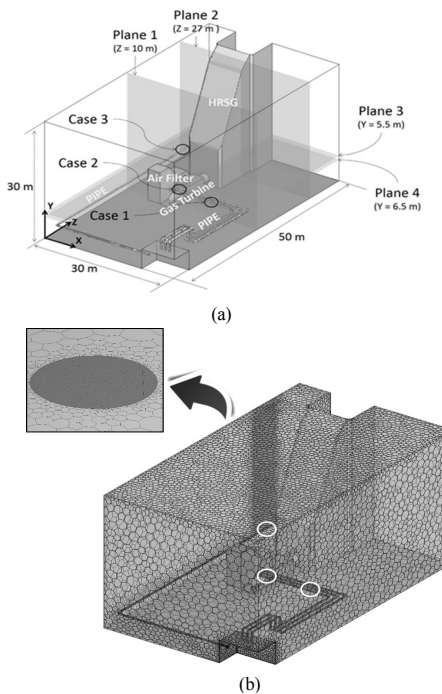 Plane 1
(Z = 10 m)
Plane 2
(Z = 27 m)
HRSG
Case 3
Plane 3
(Y = 5.5 m)
30 m
Case 2
Air Filter
PIPE
Gas Turbine
Plane 4
(Y = 6.5 m)
Case 1
Y
Z
X
PIPE
50 m
30 m
(a)
(b)